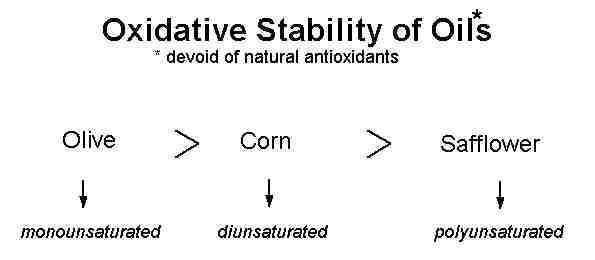 Oxidative Stability of Oils*
* devoid of natural antioxidants
Olive > Corn > Safflower
monounsaturated diunsaturated polyunsaturated